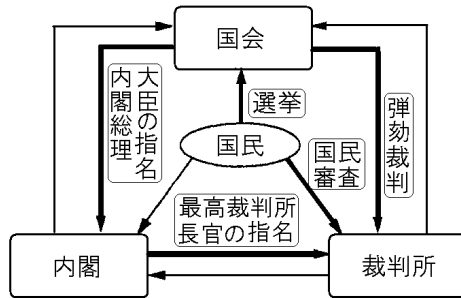 国会
内閣総理
大臣の指名
選挙
弾劾裁判
国民
国民
審査
最高裁判所
長官の指名
内閣
裁判所